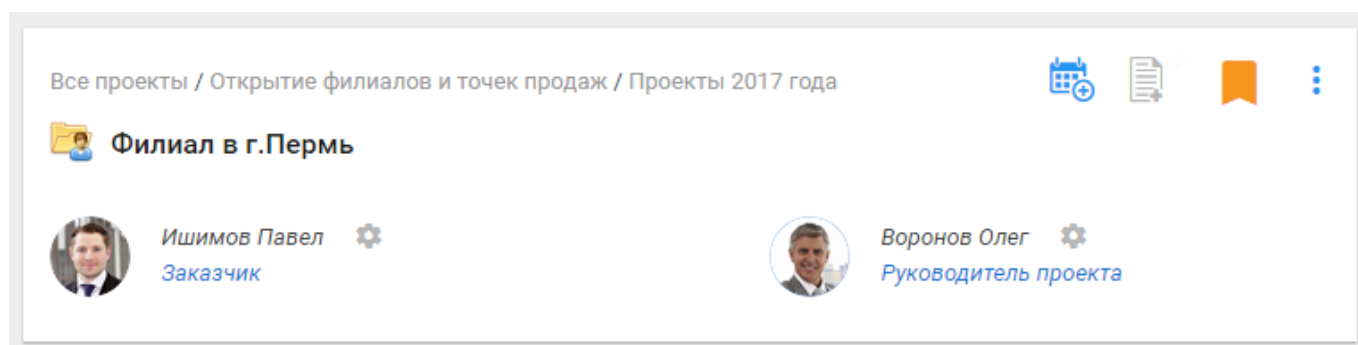 Все проекты / Открытие филиалов и точек продаж / Проекты 2017 года
Филиал в г.Пермь
Ишимов Павел
Воронов Олег
Заказчик
Руководитель проекта